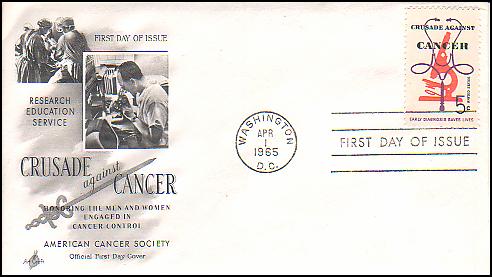 FIRST DAY OF ISSUE
RESEARCH
EDUCATION
SERVICE
CRUSADE
against
CANCER
HONORING THE MEN AND WOMEN
ENGAGED IN
CANCER CONTROL
AMERICAN CANCER SOCIETY
Official First Day Cover
WASHINGTON
APR
1
1965
D.C.
CRUSADE AGAINST
CANCER
5c
EARLY DIAGNOSIS SAVES LIVES
FIRST DAY OF ISSUE